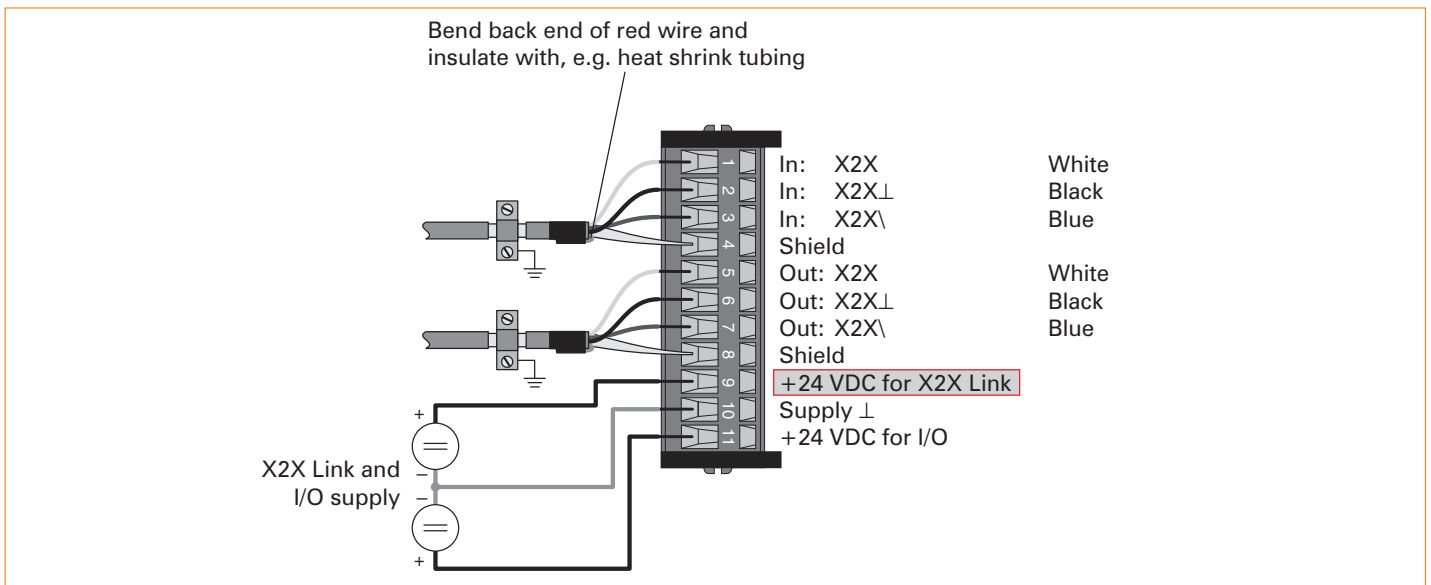 Bend back end of red wire and
insulate with, e.g. heat shrink tubing
1 In: X2X White
2 In: X2X⊥ Black
3 In: X2X\ Blue
4 Shield
5 Out: X2X White
6 Out: X2X⊥ Black
7 Out: X2X\ Blue
8 Shield
9 +24 VDC for X2X Link
10 Supply ⊥
11 +24 VDC for I/O
+
X2X Link and –
I/O supply –
+